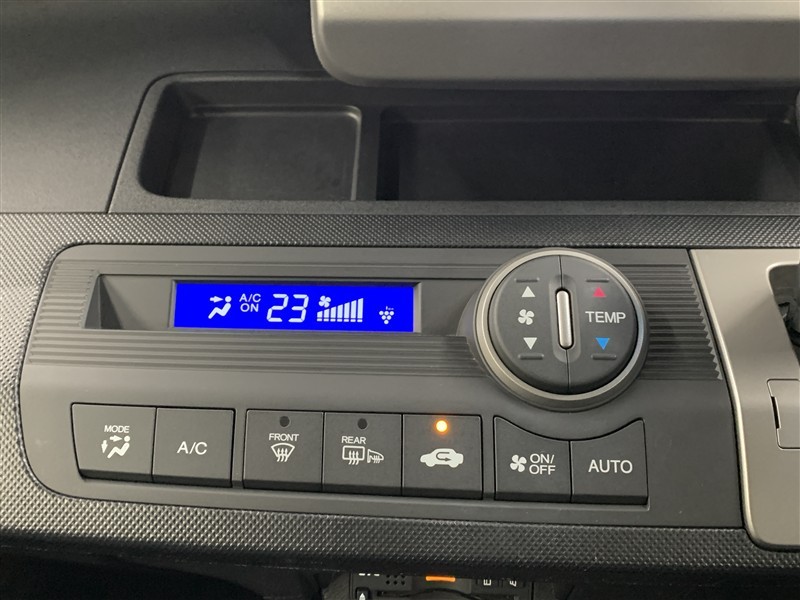 A/C
ON
23
TEMP
MODE
A/C
FRONT
REAR
ON/
OFF
AUTO